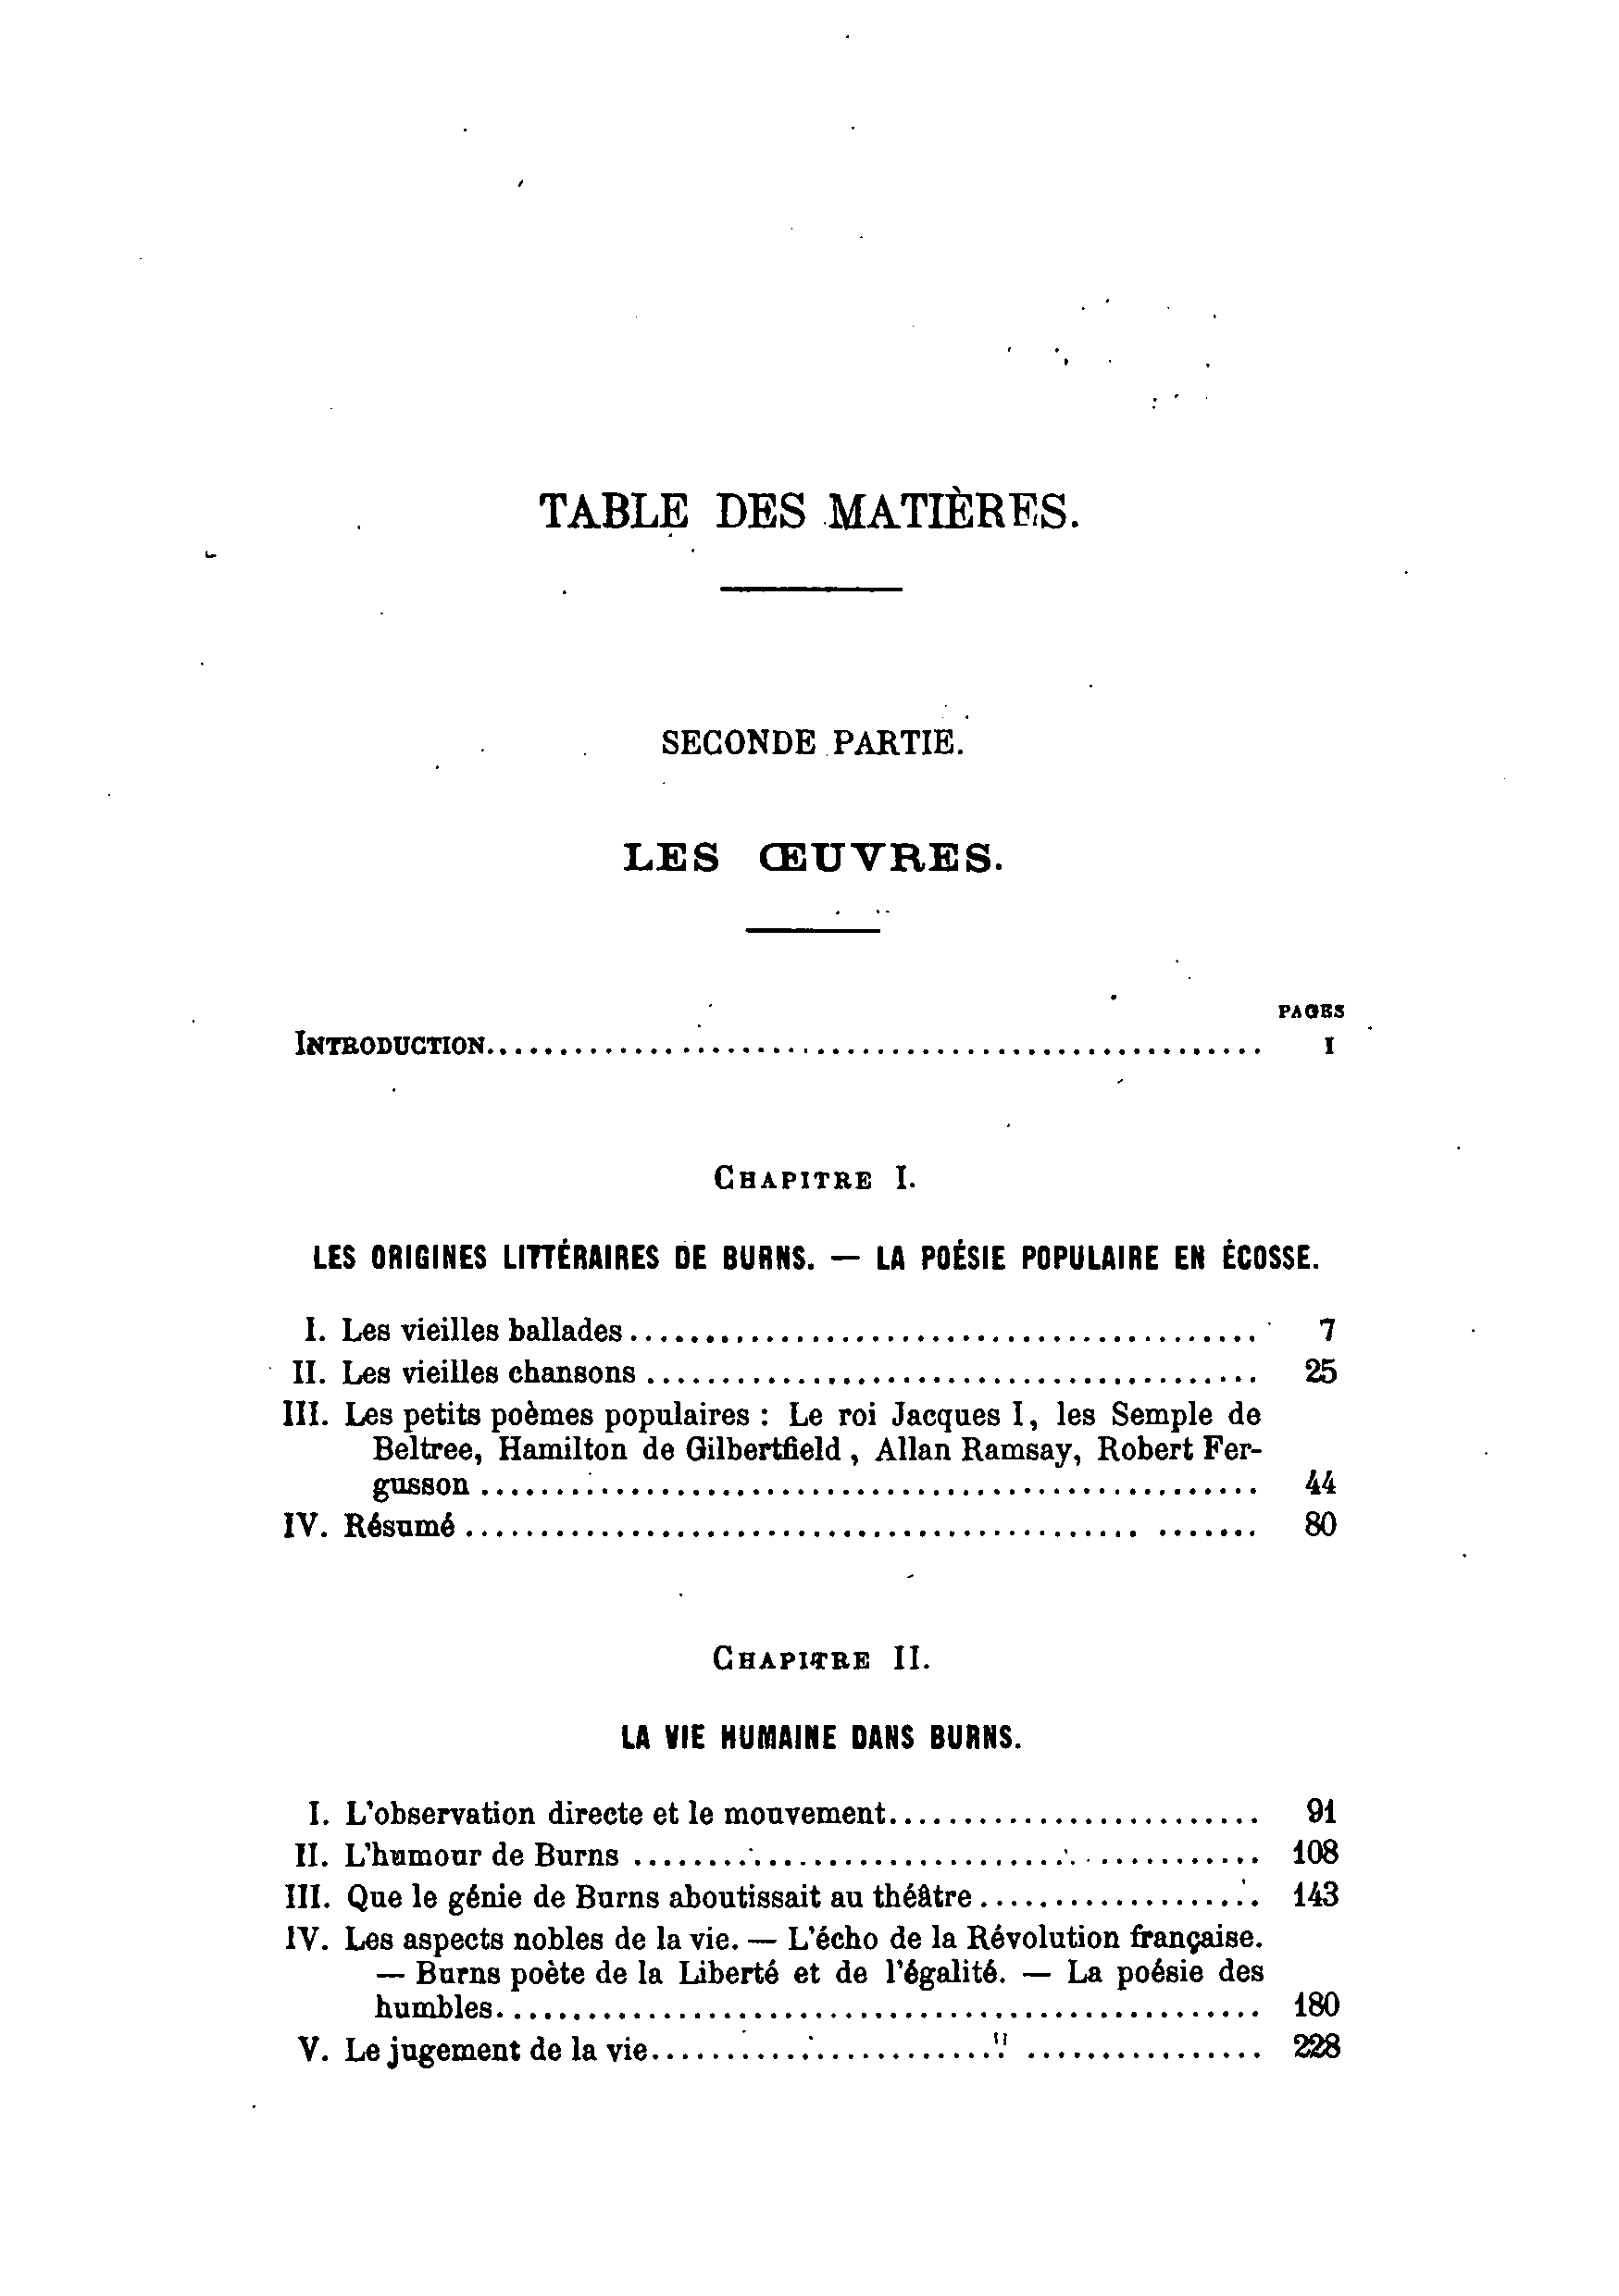 TABLE DES MATIÈRES.
SECONDE PARTIE.
LES ŒUVRES.
PAGES
INTRODUCTION.................................................... I
CHAPITRE I.
LES ORIGINES LITTÉRAIRES DE BURNS. — LA POÉSIE POPULAIRE EN ÉCOSSE.
I. Les vieilles ballades.......................................... 7
II. Les vieilles chansons ......................................... 25
III. Les petits poèmes populaires : Le roi Jacques I, les Semple de
Beltree, Hamilton de Gilbertfield, Allan Ramsay, Robert Fer-
gusson .................................................... 44
IV. Résumé ..................................................... 80
CHAPITRE II.
LA VIE HUMAINE DANS BURNS.
I. L'observation directe et le mouvement......................... 91
II. L'humour de Burns .......................................... 108
III. Que le génie de Burns aboutissait au théâtre ................... 143
IV. Les aspects nobles de la vie. — L'écho de la Révolution française.
— Burns poète de la Liberté et de l'égalité. — La poésie des
humbles................................................... 180
V. Le jugement de la vie......................................... 228